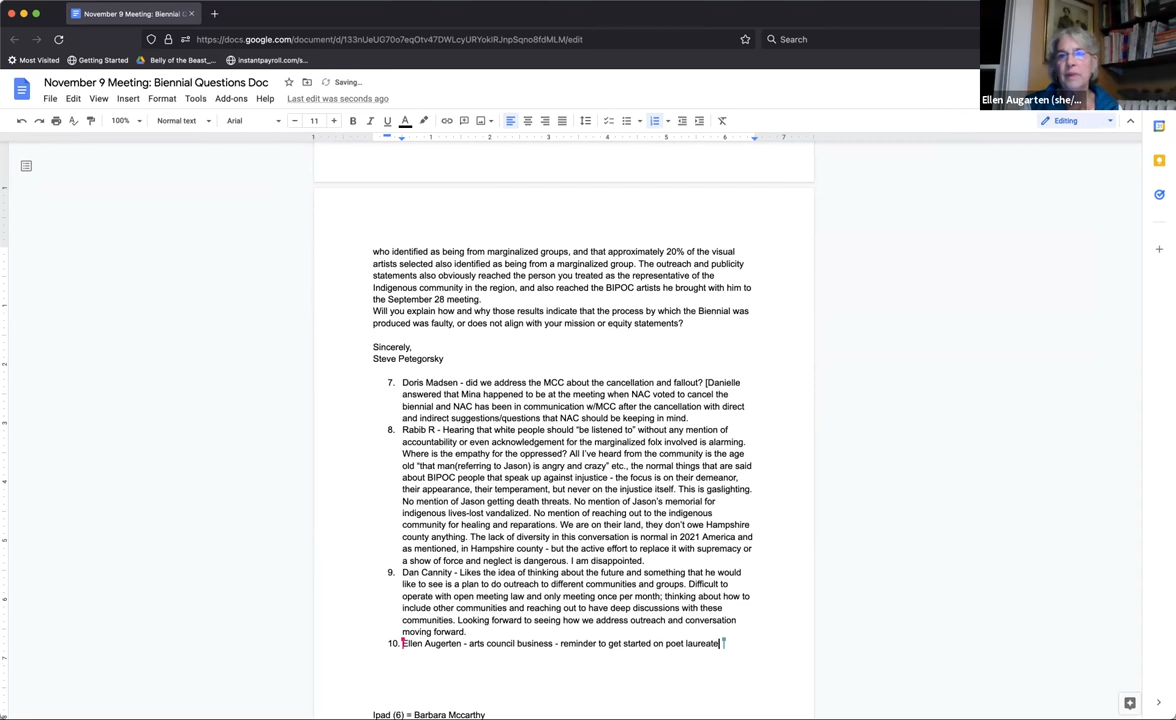 November 9 Meeting: Biennial Q
https://docs.google.com/document/d/133nUeUG70o7eqOtv47DWLcyURYokIRJnpSqno8fdMLM/edit
Search
Most Visited
Getting Started
Belly of the Beast_...
instantpayroll.com/s...
Ellen Augarten (she/...
November 9 Meeting: Biennial Questions Doc
Saving...
File Edit View Insert Format Tools Add-ons Help Last edit was seconds ago
100% Normal text Arial 11 Editing
1 1 2 3 4 5 6 7
who identified as being from marginalized groups, and that approximately 20% of the visual
artists selected also identified as being from a marginalized group. The outreach and publicity
statements also obviously reached the person you treated as the representative of the
Indigenous community in the region, and also reached the BIPOC artists he brought with him to
the September 28 meeting.
Will you explain how and why those results indicate that the process by which the Biennial was
produced was faulty, or does not align with your mission or equity statements?
Sincerely,
Steve Petegorsky
7. Doris Madsen - did we address the MCC about the cancellation and fallout? [Danielle
answered that Mina happened to be at the meeting when NAC voted to cancel the
biennial and NAC has been in communication w/MCC after the cancellation with direct
and indirect suggestions/questions that NAC should be keeping in mind.
8. Rabib R - Hearing that white people should “be listened to” without any mention of
accountability or even acknowledgement for the marginalized folx involved is alarming.
Where is the empathy for the oppressed? All I’ve heard from the community is the age
old “that man(referring to Jason) is angry and crazy” etc., the normal things that are said
about BIPOC people that speak up against injustice - the focus is on their demeanor,
their appearance, their temperament, but never on the injustice itself. This is gaslighting.
No mention of Jason getting death threats. No mention of Jason’s memorial for
indigenous lives-lost vandalized. No mention of reaching out to the indigenous
community for healing and reparations. We are on their land, they don’t owe Hampshire
county anything. The lack of diversity in this conversation is normal in 2021 America and
as mentioned, in Hampshire county - but the active effort to replace it with supremacy or
a show of force and neglect is dangerous. I am disappointed.
9. Dan Cannity - Likes the idea of thinking about the future and something that he would
like to see is a plan to do outreach to different communities and groups. Difficult to
operate with open meeting law and only meeting once per month; thinking about how to
include other communities and reaching out to have deep discussions with these
communities. Looking forward to seeing how we address outreach and conversation
moving forward.
10. Ellen Augerten - arts council business - reminder to get started on poet laureate
Ipad (6) = Barbara Mccarthy